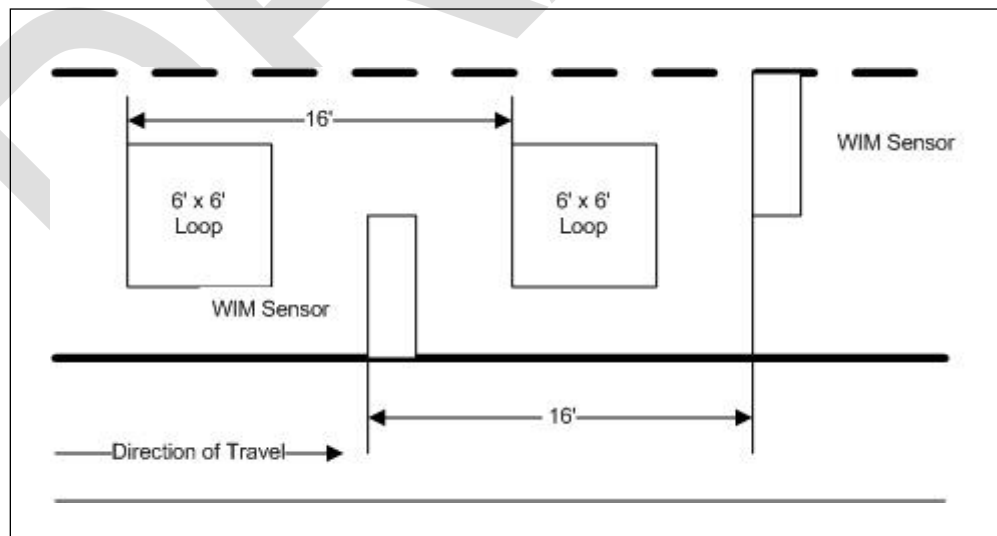 16'
WIM Sensor
6' x 6'
Loop
6' x 6'
Loop
WIM Sensor
16'
Direction of Travel